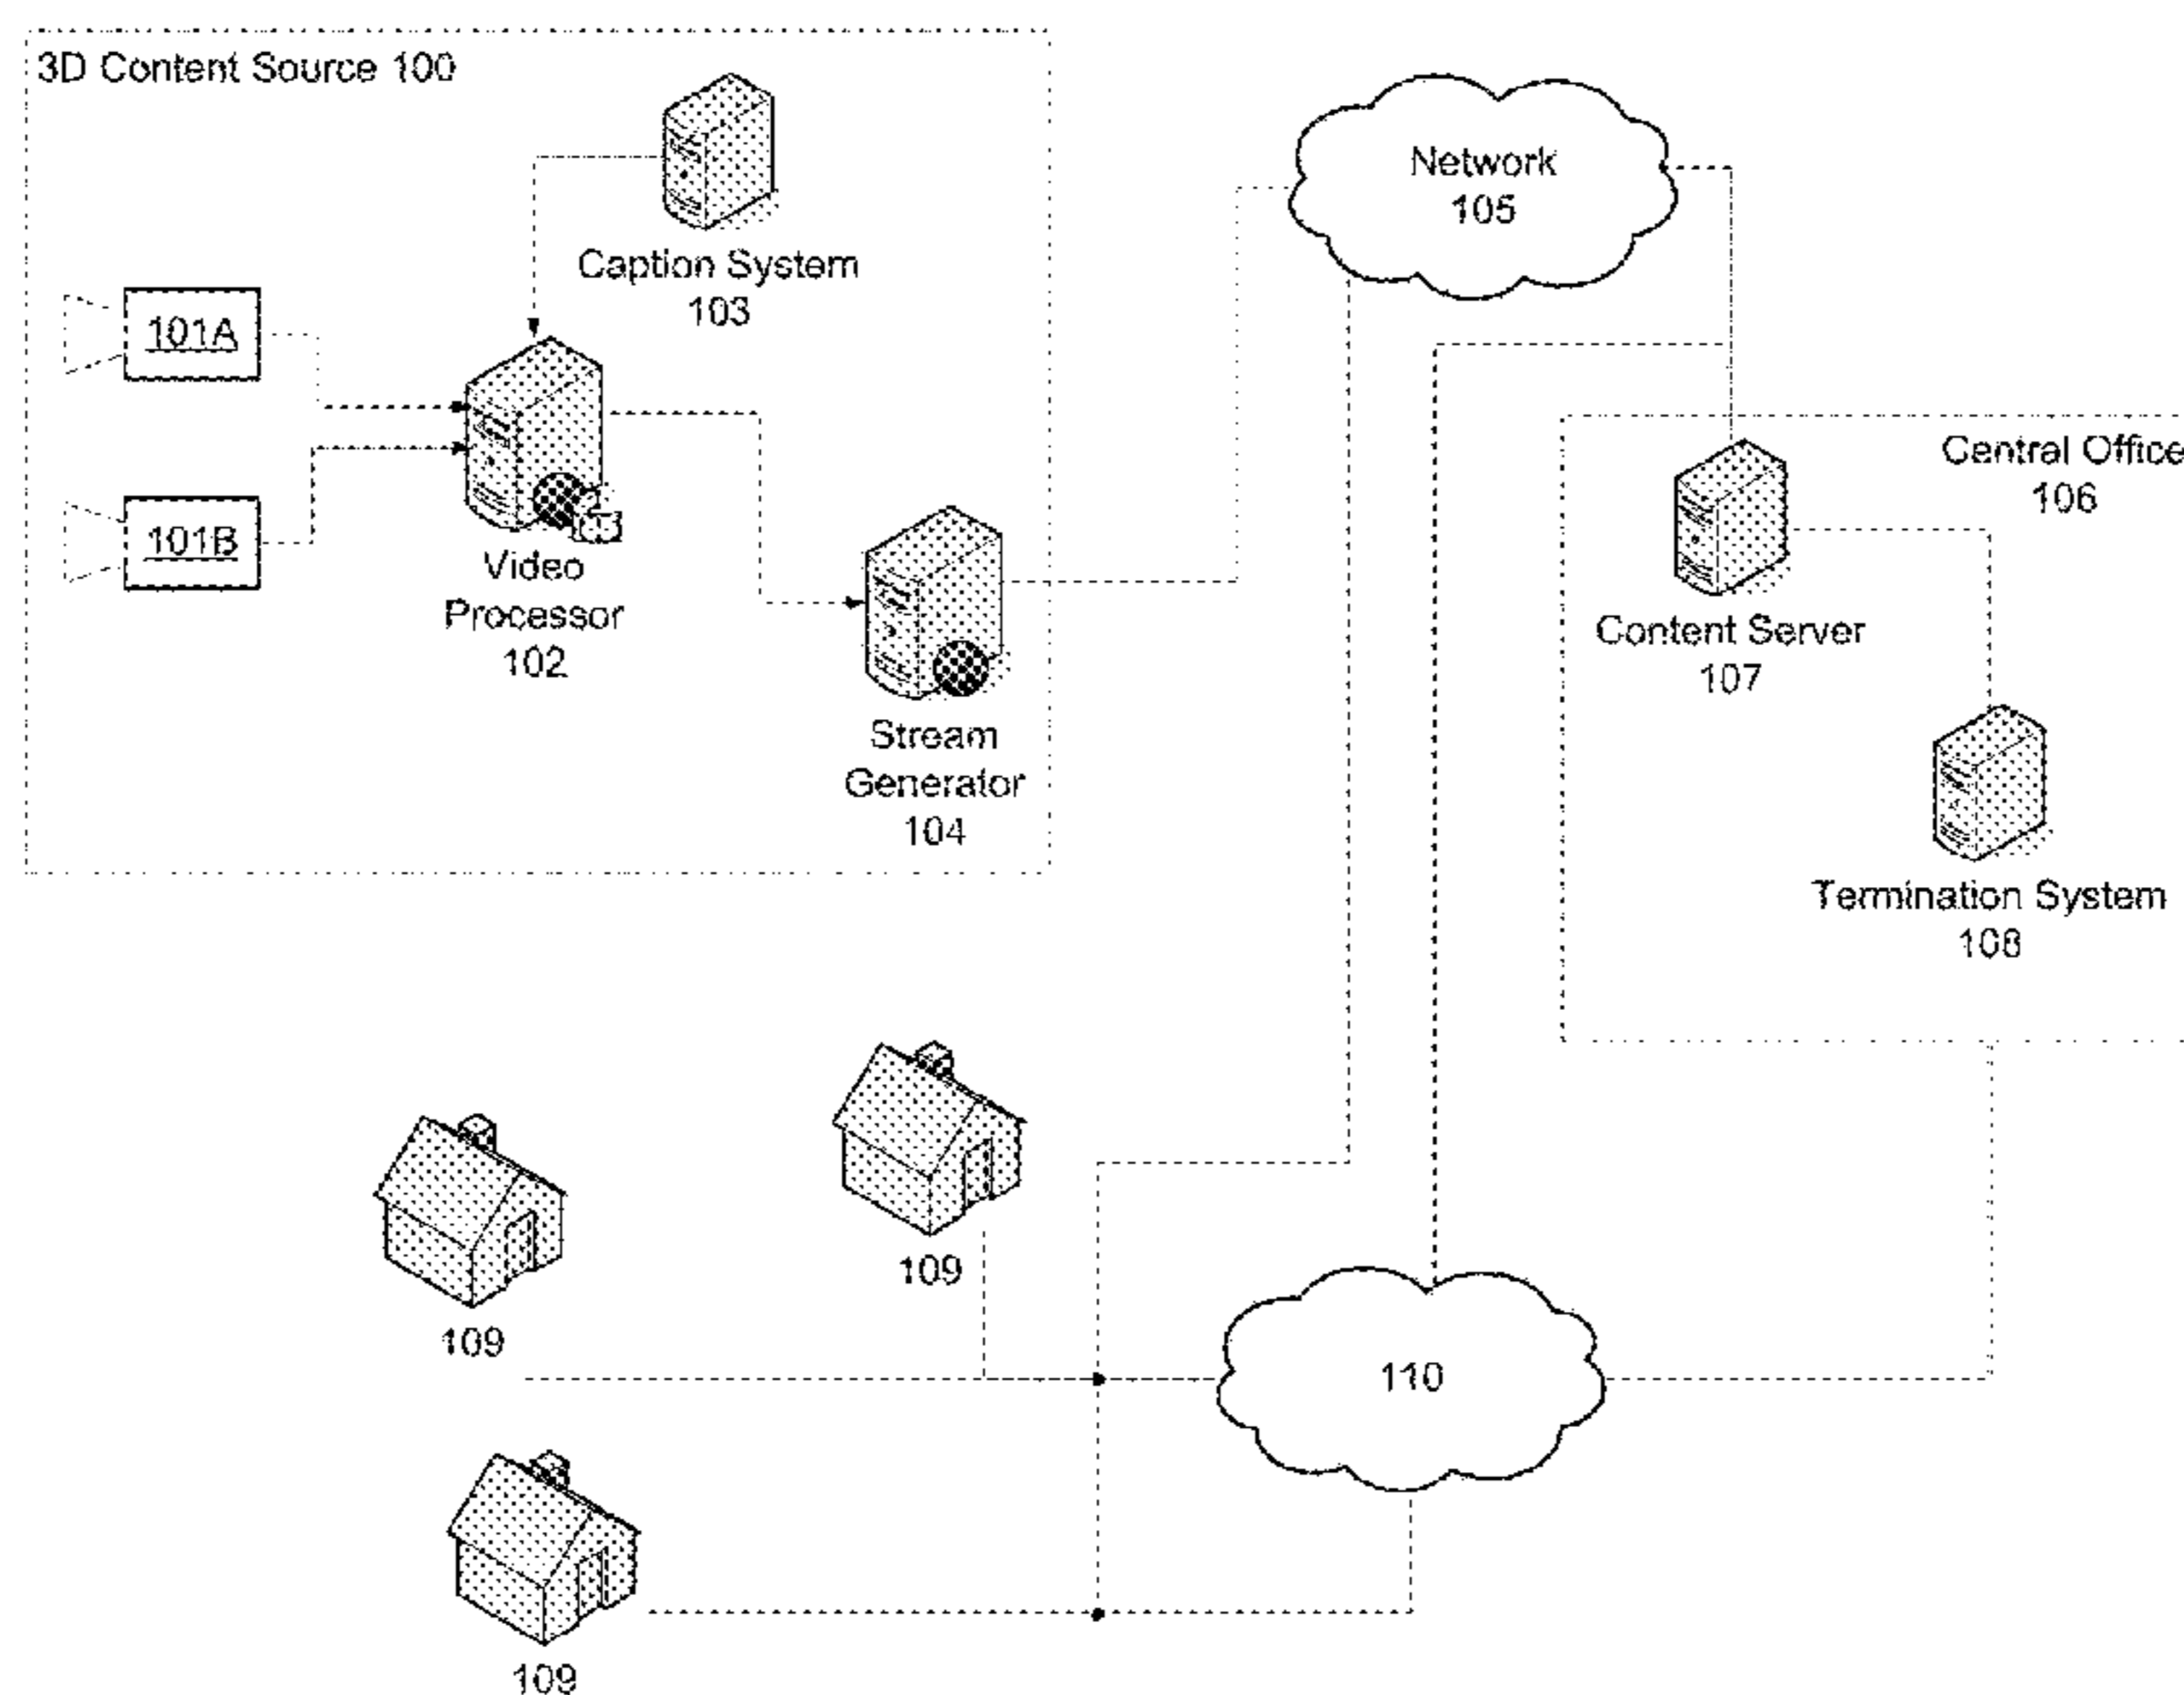 3D Content Source 100
Caption System
103
101A
101B
Video
Processor
102
Stream
Generator
104
Network
105
Central Office
106
Content Server
107
Termination System
108
109
109
109
110